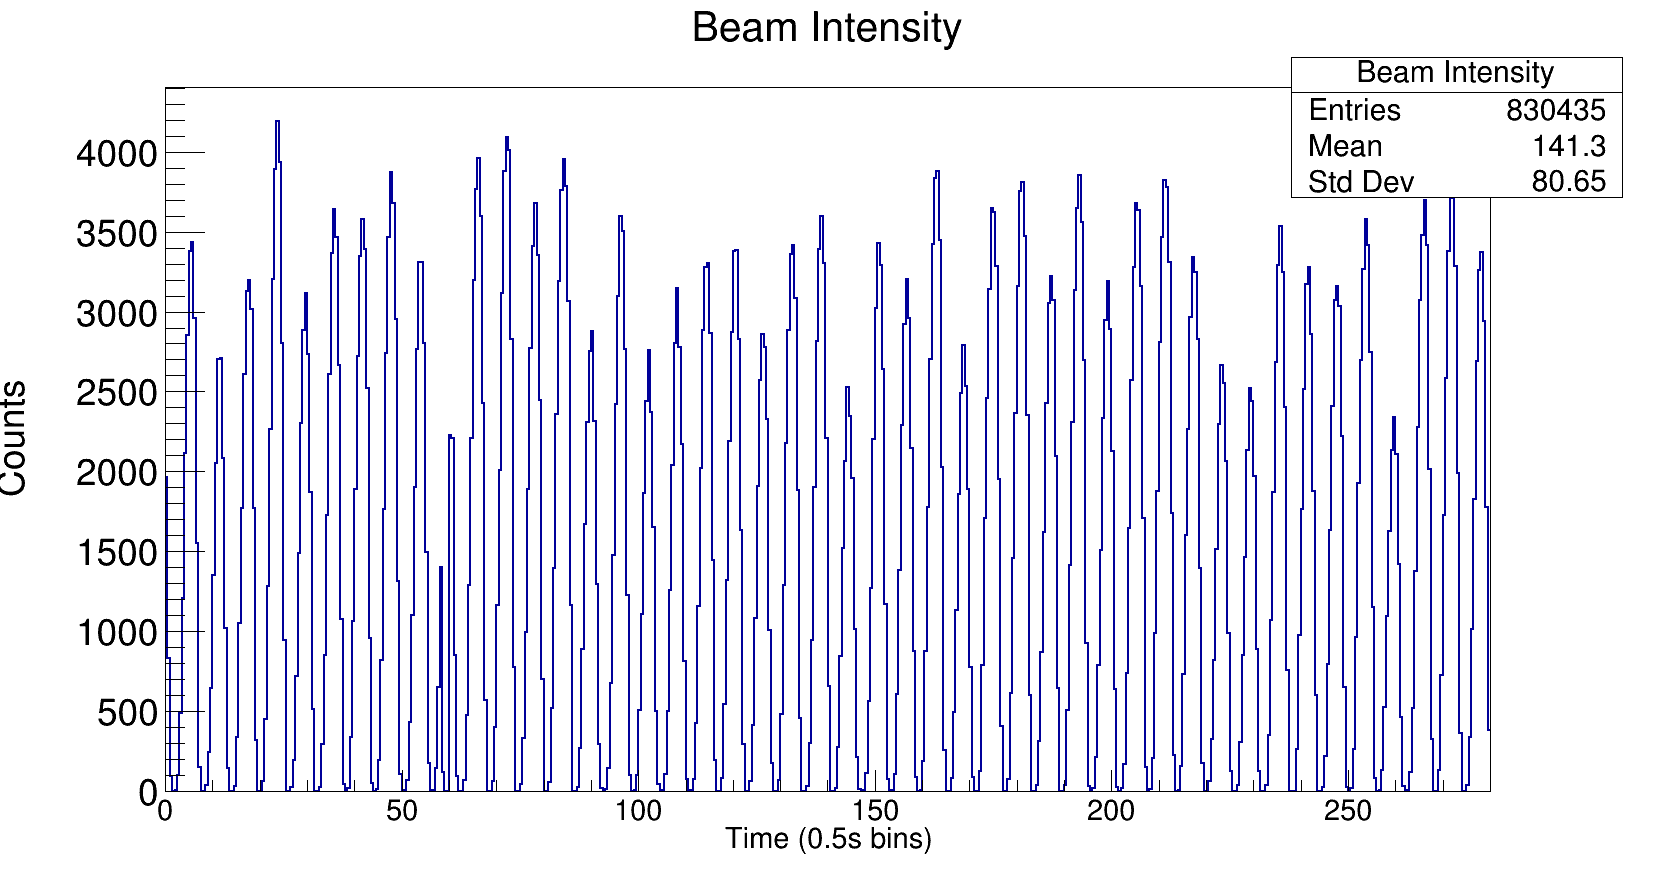 Beam Intensity
Beam Intensity
Entries 830435
Mean 141.3
Std Dev 80.65
Counts
4000
3500
3000
2500
2000
1500
1000
500
0
0 50 100 150 200 250
Time (0.5s bins)